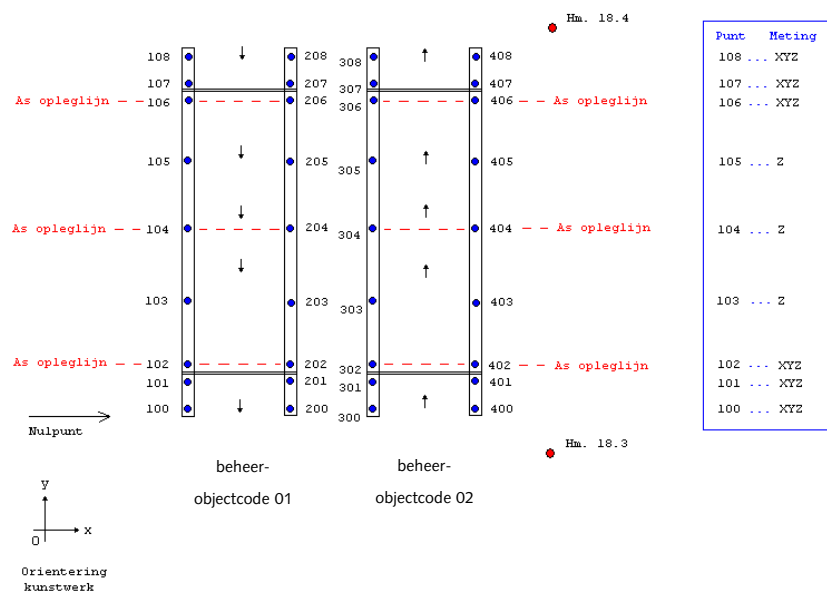 Hm. 18.4
Punt Meting
108 208 308 408 108 ... XYZ
107 207 307 407 107 ... XYZ
As opleglijn 106 206 306 406 As opleglijn 106 ... XYZ
105 205 305 405 105 ... Z
As opleglijn 104 204 304 404 As opleglijn 104 ... Z
103 203 303 403 103 ... Z
As opleglijn 102 202 302 402 As opleglijn 102 ... XYZ
101 201 301 401 101 ... XYZ
100 200 300 400 100 ... XYZ
Nulpunt
Hm. 18.3
beheer-
objectcode 01
beheer-
objectcode 02
y
O x
Orientering
kunstwerk